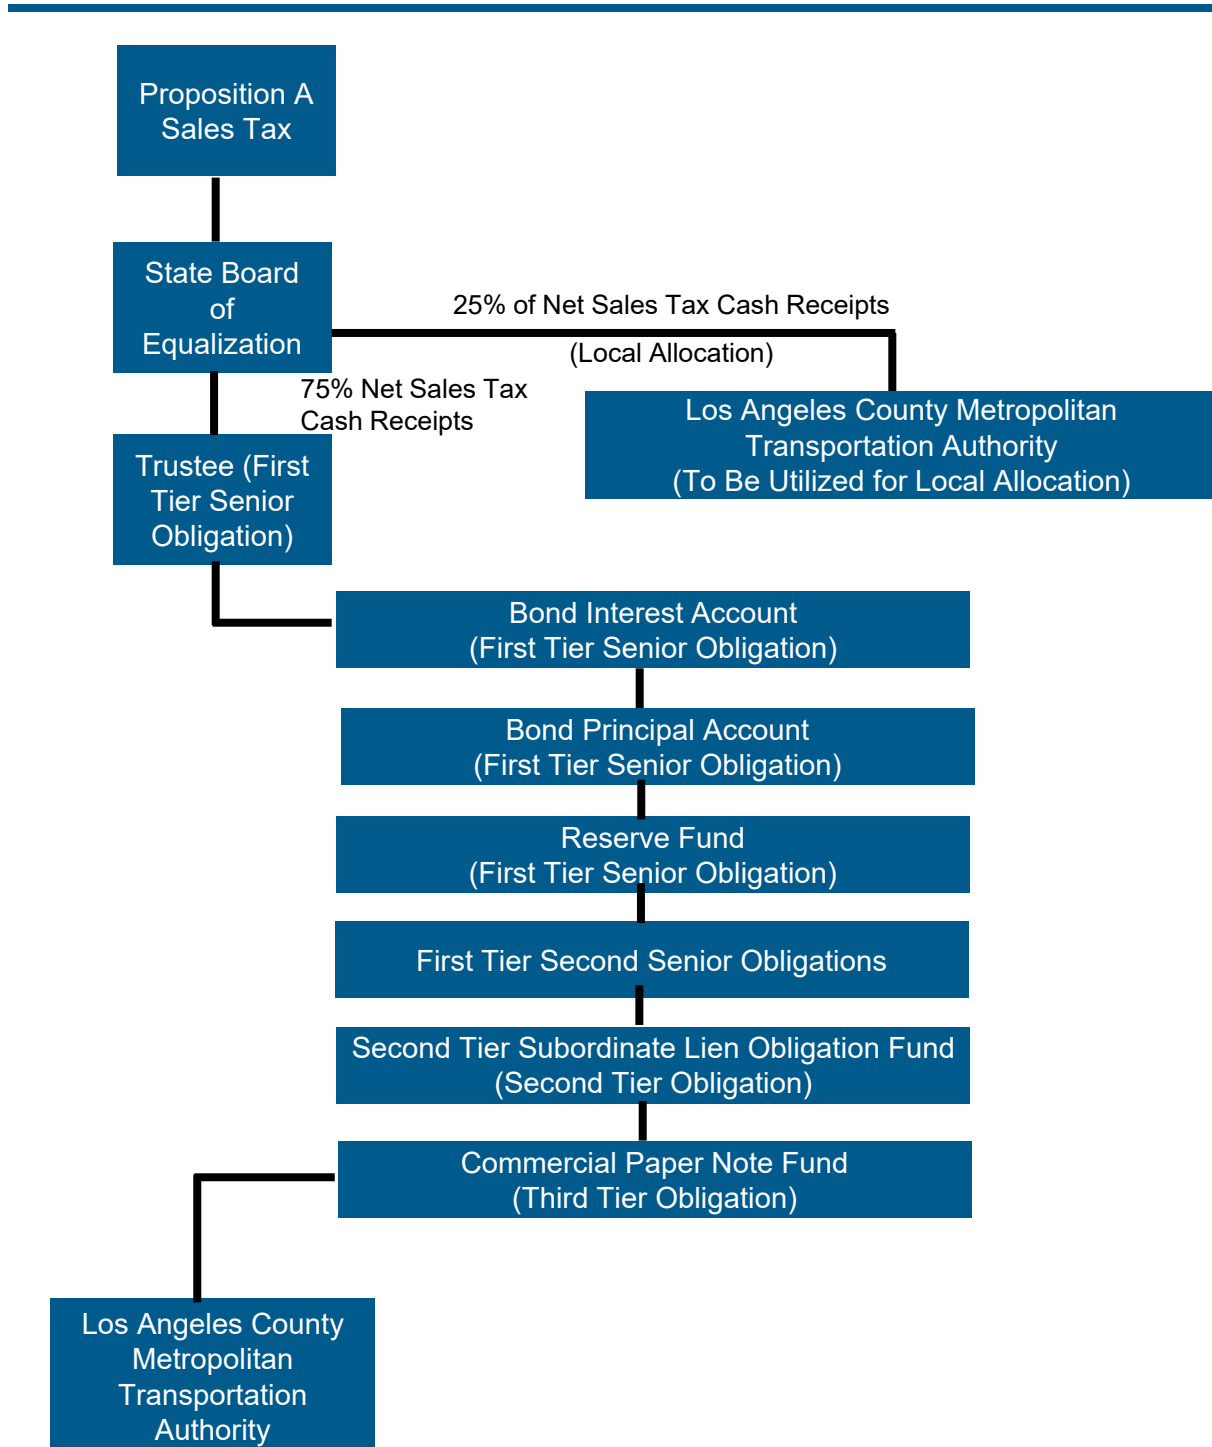 Proposition A
Sales Tax
State Board
of
Equalization
25% of Net Sales Tax Cash Receipts
(Local Allocation)
75% Net Sales Tax
Cash Receipts
Los Angeles County Metropolitan
Transportation Authority
(To Be Utilized for Local Allocation)
Trustee (First
Tier Senior
Obligation)
Bond Interest Account
(First Tier Senior Obligation)
Bond Principal Account
(First Tier Senior Obligation)
Reserve Fund
(First Tier Senior Obligation)
First Tier Second Senior Obligations
Second Tier Subordinate Lien Obligation Fund
(Second Tier Obligation)
Commercial Paper Note Fund
(Third Tier Obligation)
Los Angeles County
Metropolitan
Transportation
Authority